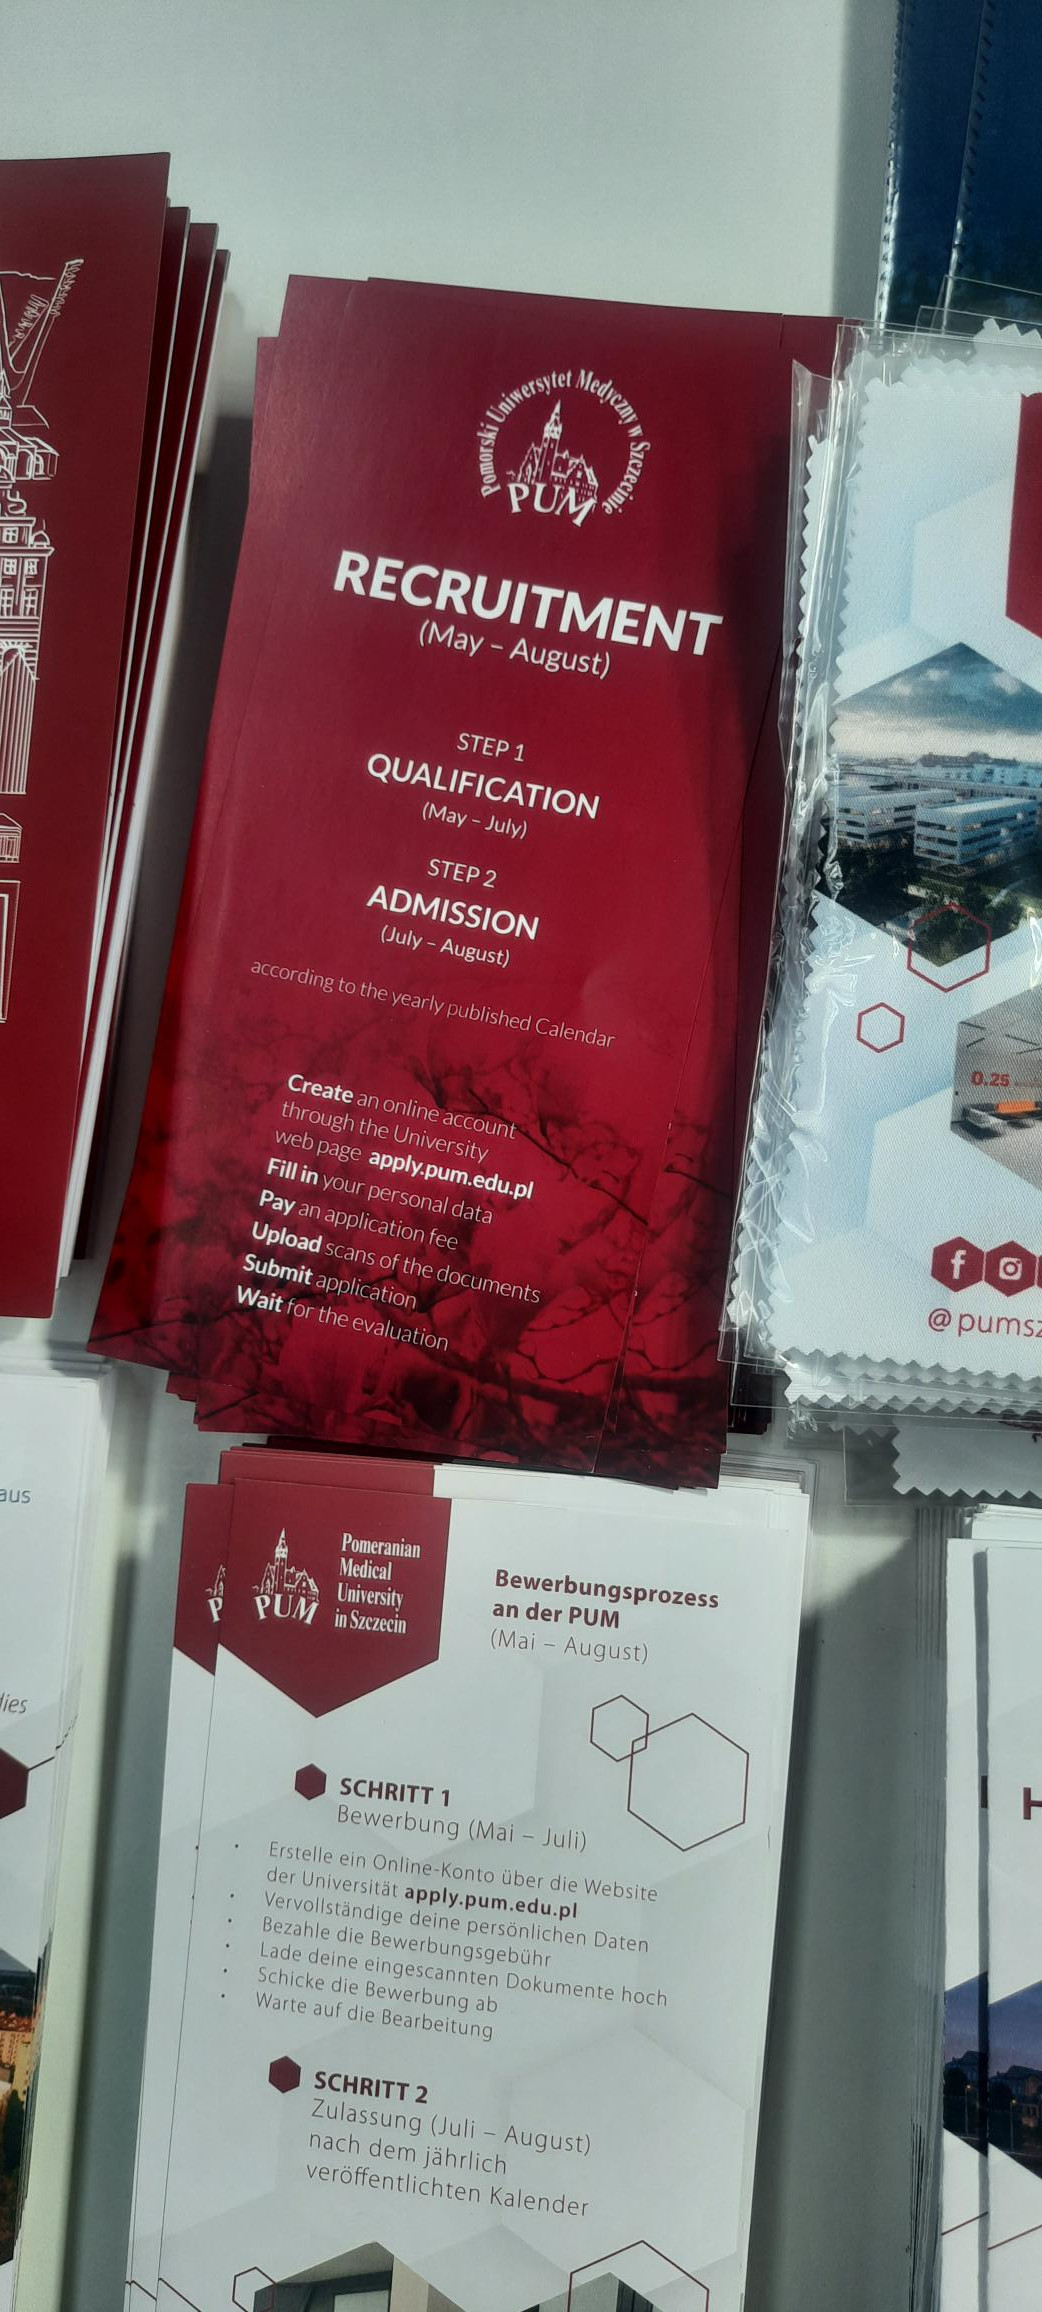 Pomorski Uniwersytet Medyczny w Szczecinie
PUM
RECRUITMENT
(May – August)
STEP 1
QUALIFICATION
(May – July)
STEP 2
ADMISSION
(July – August)
according to the yearly published Calendar
Create an online account
through the University
web page apply.pum.edu.pl
Fill in your personal data
Pay an application fee
Upload scans of the documents
Submit application
Wait for the evaluation
0.25
@pumsz
aus
dies
P
PUM
Pomeranian
Medical
University
in Szczecin
Bewerbungsprozess
an der PUM
(Mai – August)
SCHRITT 1
Bewerbung (Mai – Juli)
• Erstelle ein Online-Konto über die Website
der Universität apply.pum.edu.pl
• Vervollständige deine persönlichen Daten
• Bezahle die Bewerbungsgebühr
• Lade deine eingescannten Dokumente hoch
• Schicke die Bewerbung ab
• Warte auf die Bearbeitung
SCHRITT 2
Zulassung (Juli – August)
nach dem jährlich
veröffentlichten Kalender
H